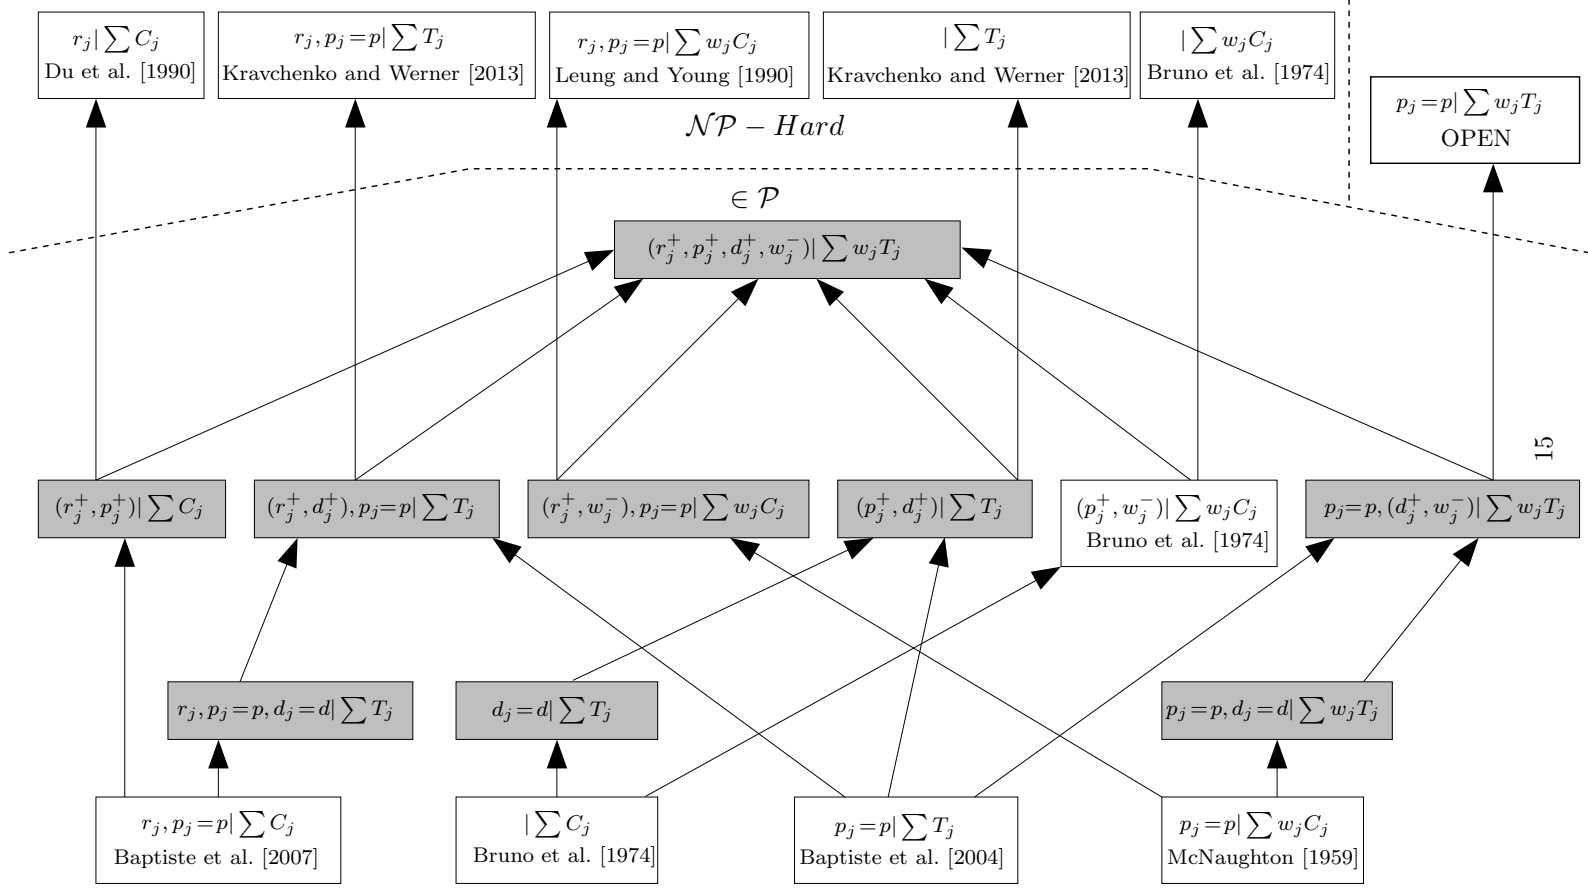 r_j| ∑ C_j
Du et al. [1990]
r_j, p_j = p| ∑ T_j
Kravchenko and Werner [2013]
r_j, p_j = p| ∑ w_jC_j
Leung and Young [1990]
| ∑ T_j
Kravchenko and Werner [2013]
| ∑ w_jC_j
Bruno et al. [1974]
p_j = p| ∑ w_jT_j
OPEN
𝒩𝒫 − Hard
∈ 𝒫
(r_j^+, p_j^+, d_j^+, w_j^-)| ∑ w_jT_j
15
(r_j^+, p_j^+)| ∑ C_j
(r_j^+, d_j^+), p_j = p| ∑ T_j
(r_j^+, w_j^-), p_j = p| ∑ w_jC_j
(p_j^+, d_j^+)| ∑ T_j
(p_j^+, w_j^-)| ∑ w_jC_j
Bruno et al. [1974]
p_j = p, (d_j^+, w_j^-)| ∑ w_jT_j
r_j, p_j = p, d_j = d| ∑ T_j
d_j = d| ∑ T_j
p_j = p, d_j = d| ∑ w_jT_j
r_j, p_j = p| ∑ C_j
Baptiste et al. [2007]
| ∑ C_j
Bruno et al. [1974]
p_j = p| ∑ T_j
Baptiste et al. [2004]
p_j = p| ∑ w_jC_j
McNaughton [1959]